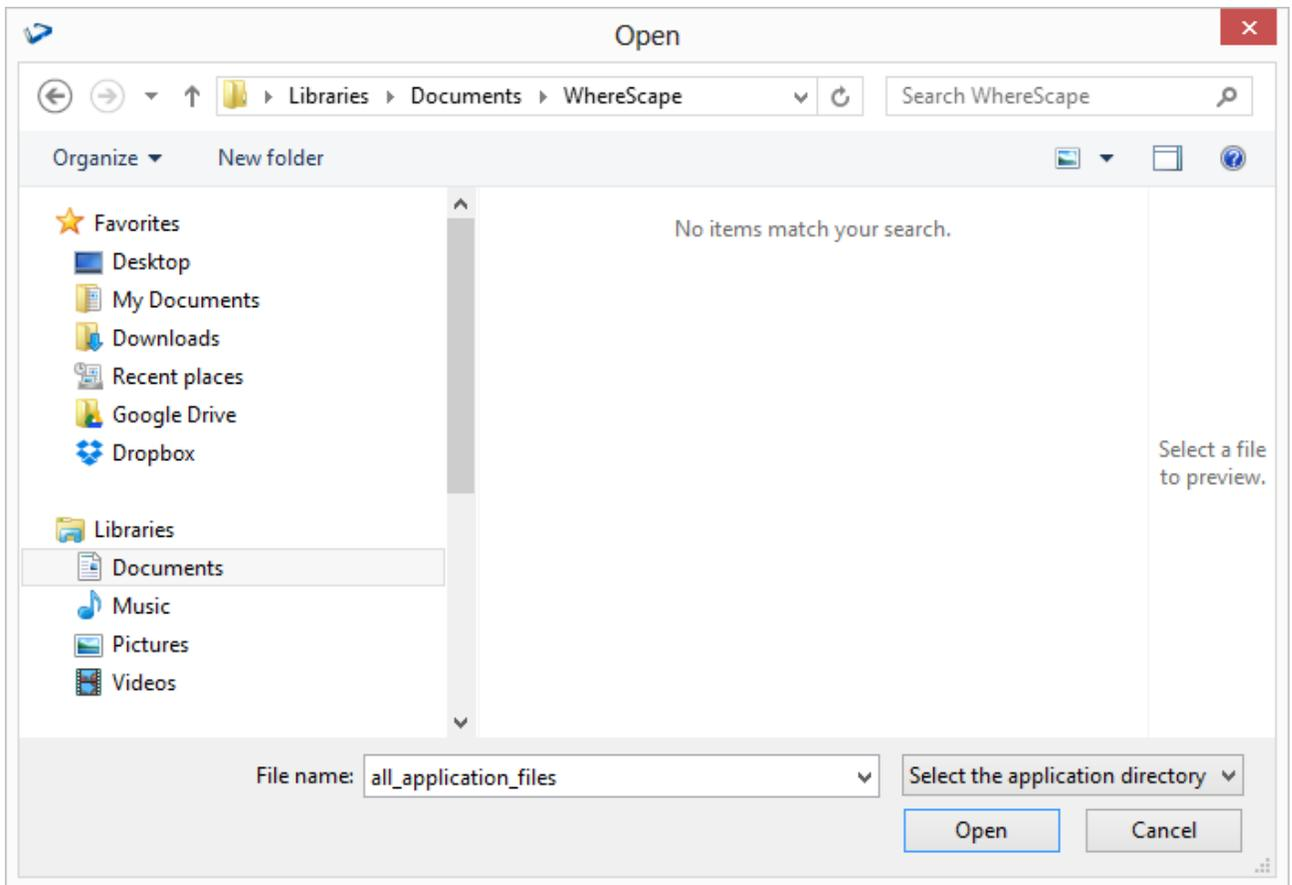 Open
Libraries Documents WhereScape
Search WhereScape
Organize New folder
Favorites
Desktop
My Documents
Downloads
Recent places
Google Drive
Dropbox
Libraries
Documents
Music
Pictures
Videos
No items match your search.
Select a file
to preview.
File name: all_application_files
Select the application directory
Open Cancel